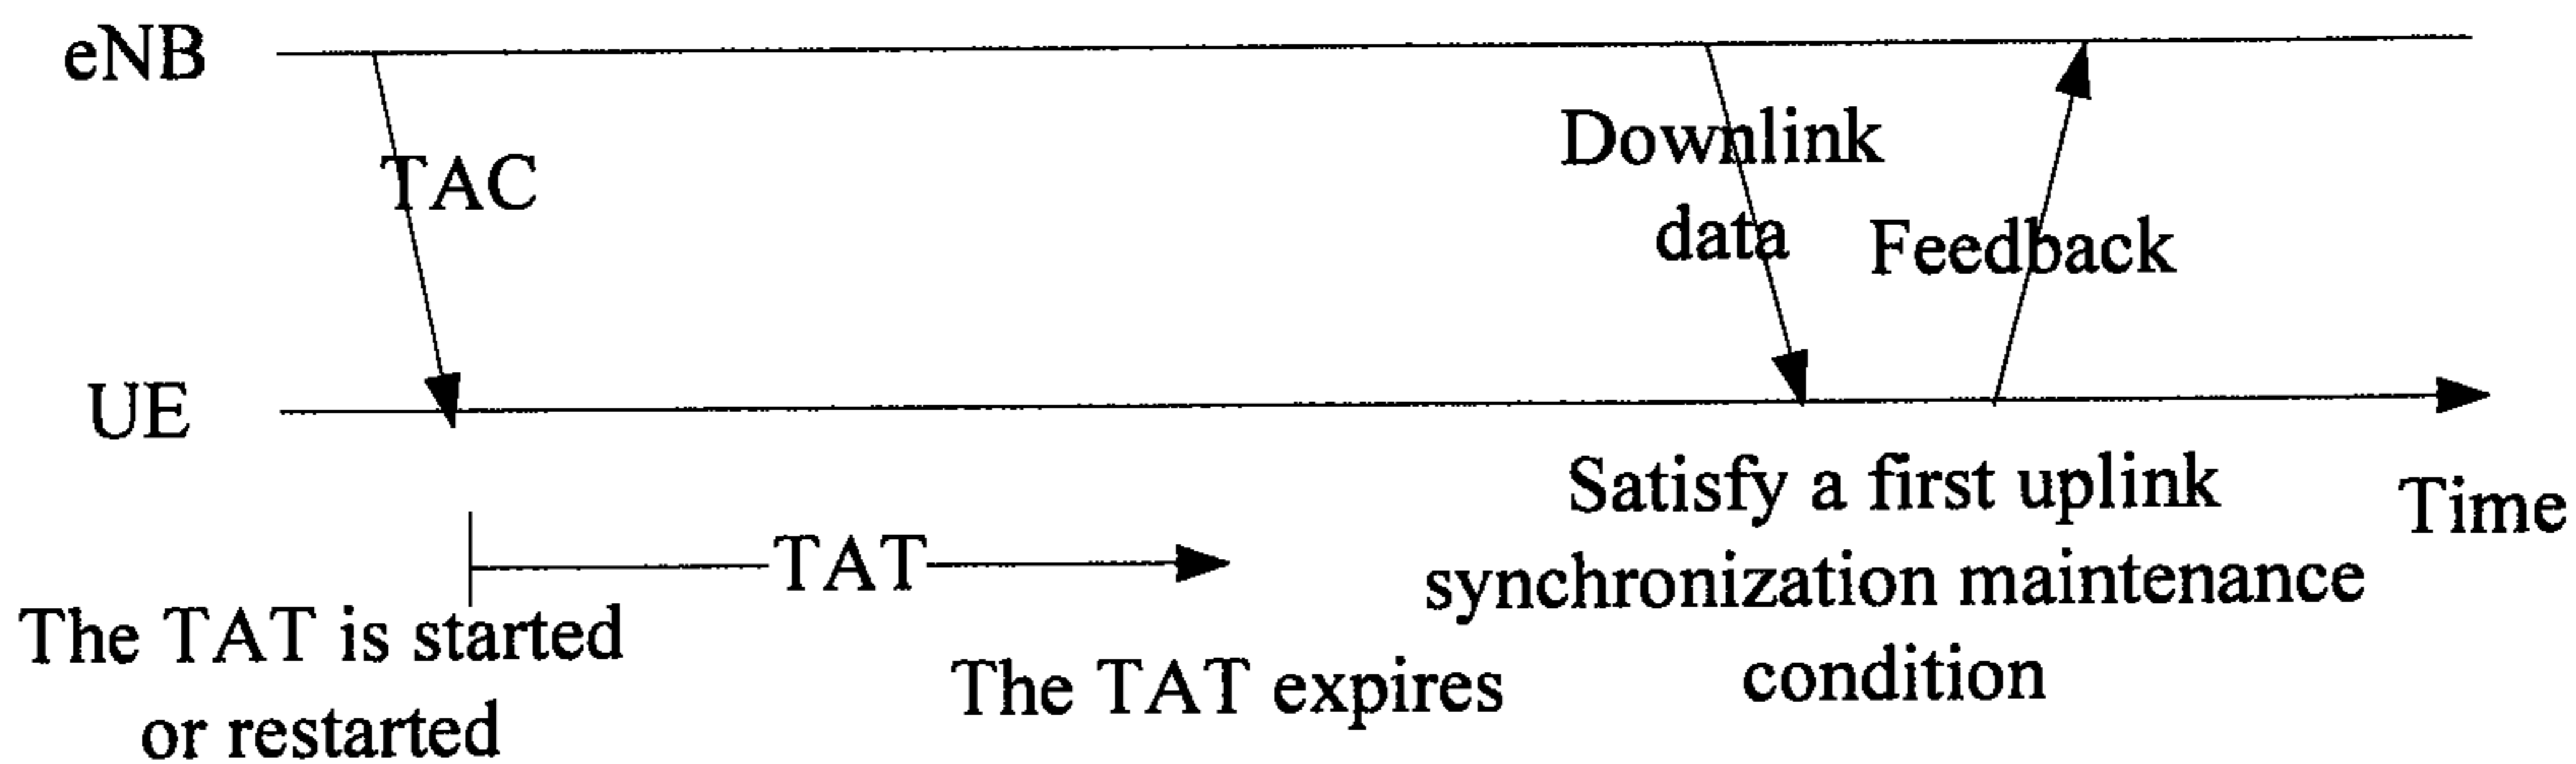 eNB
TAC
Downlink
data
Feedback
UE
Time
TAT
The TAT is started
or restarted
The TAT expires
Satisfy a first uplink
synchronization maintenance
condition